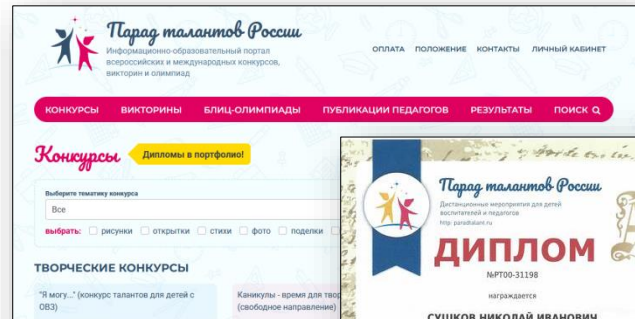 Парад талантов России
Информационно-образовательный портал
всероссийских и международных конкурсов,
викторин и олимпиад
ОПЛАТА ПОЛОЖЕНИЕ КОНТАКТЫ ЛИЧНЫЙ КАБИНЕТ
КОНКУРСЫ ВИКТОРИНЫ БЛИЦ-ОЛИМПИАДЫ ПУБЛИКАЦИИ ПЕДАГОГОВ РЕЗУЛЬТАТЫ ПОИСК
Конкурсы Дипломы в портфолио!
Выберите тематику конкурса
Все
выбрать: рисунки открытки стихи фото поделки
ТВОРЧЕСКИЕ КОНКУРСЫ
"Я могу..." (конкурс талантов для детей с
ОВЗ)
Каникулы - время для твор
(свободное направление)
Парад талантов России
Дистанционные мероприятия для детей
воспитателей и педагогов
http: paradtalant.ru
ДИПЛОМ
№РТ00-31198
награждается
СУШКОВ НИКОЛАЙ ИВАНОВИЧ